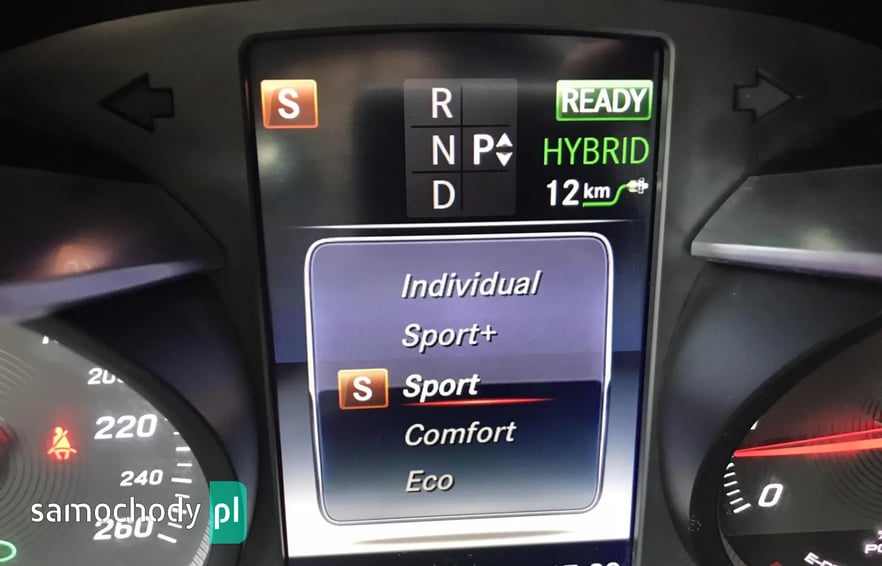 S
R
N P
D
READY
HYBRID
12 km
Individual
Sport+
S Sport
Comfort
Eco
220
240
260
0
samochody pl